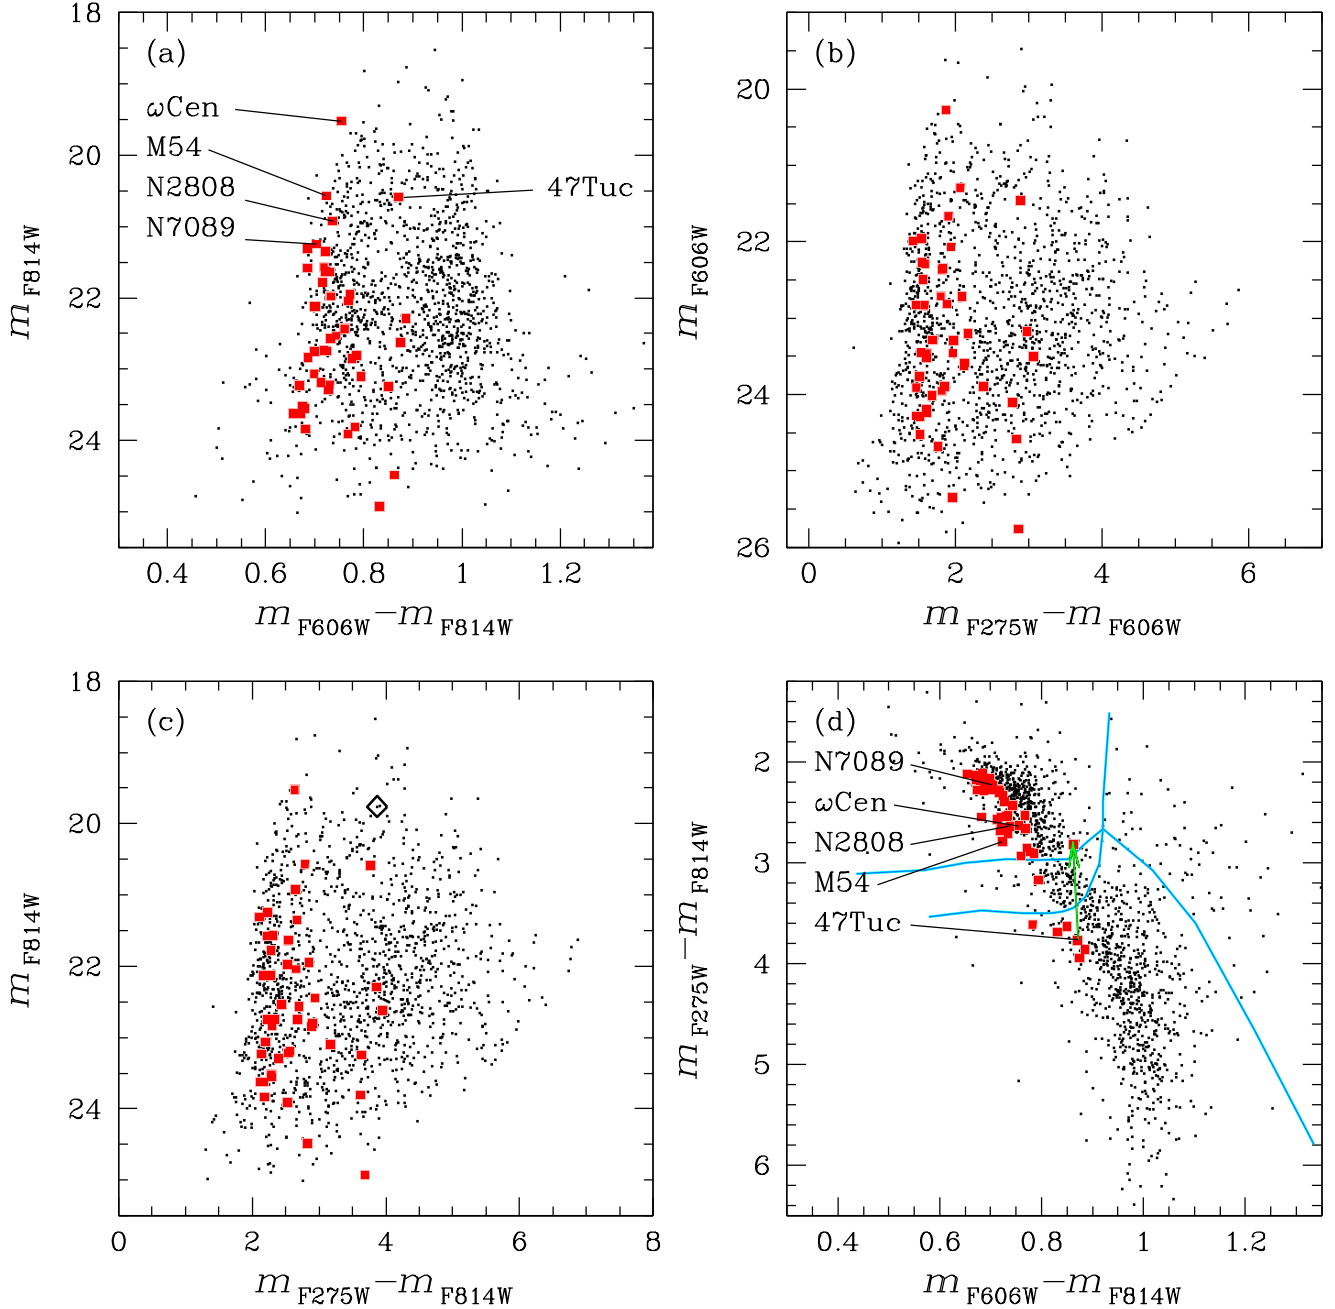 (a)
ωCen
M54
N2808
N7089
47Tuc
18
20
22
24
m F814W
0.4 0.6 0.8 1 1.2
m F606W − m F814W
(b)
20
22
24
26
m F606W
0 2 4 6
m F275W − m F606W
(c)
18
20
22
24
m F814W
0 2 4 6 8
m F275W − m F814W
(d)
N7089
ωCen
N2808
M54
47Tuc
2
3
4
5
6
m F275W − m F814W
0.4 0.6 0.8 1 1.2
m F606W − m F814W